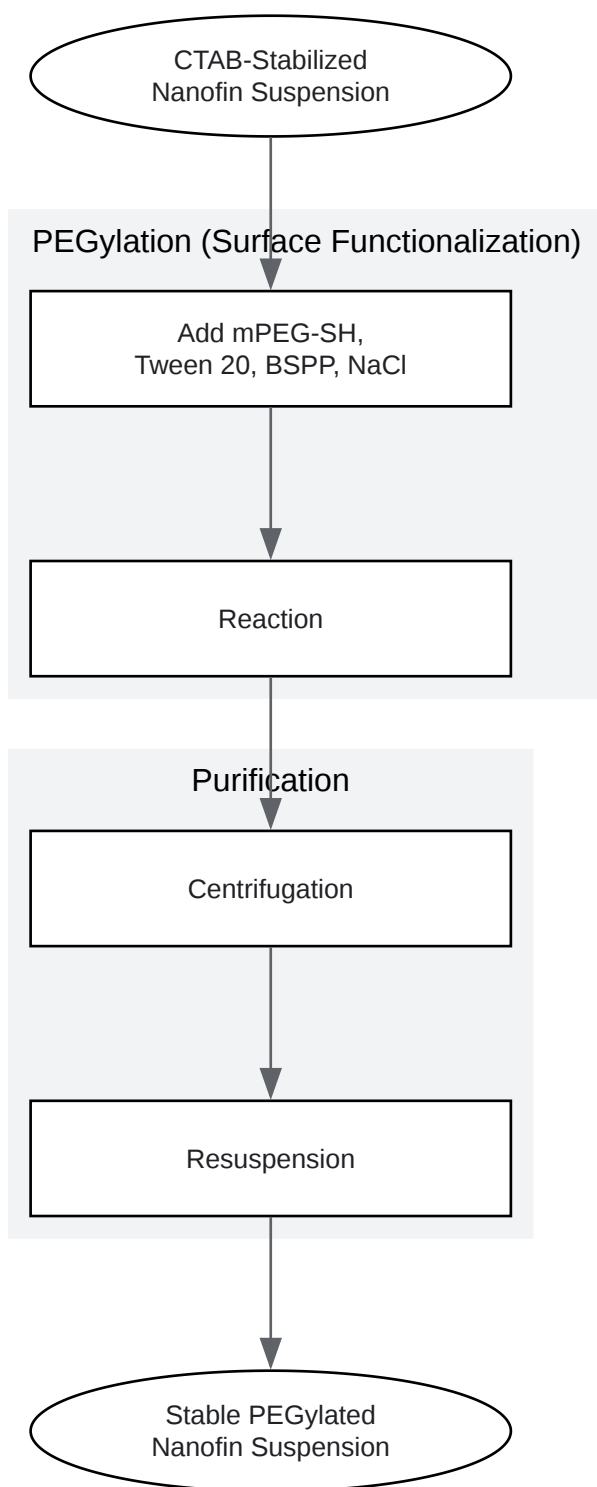 CTAB-Stabilized
Nanofin Suspension
PEGylation (Surface Functionalization)
Add mPEG-SH,
Tween 20, BSPP, NaCl
Reaction
Purification
Centrifugation
Resuspension
Stable PEGylated
Nanofin Suspension